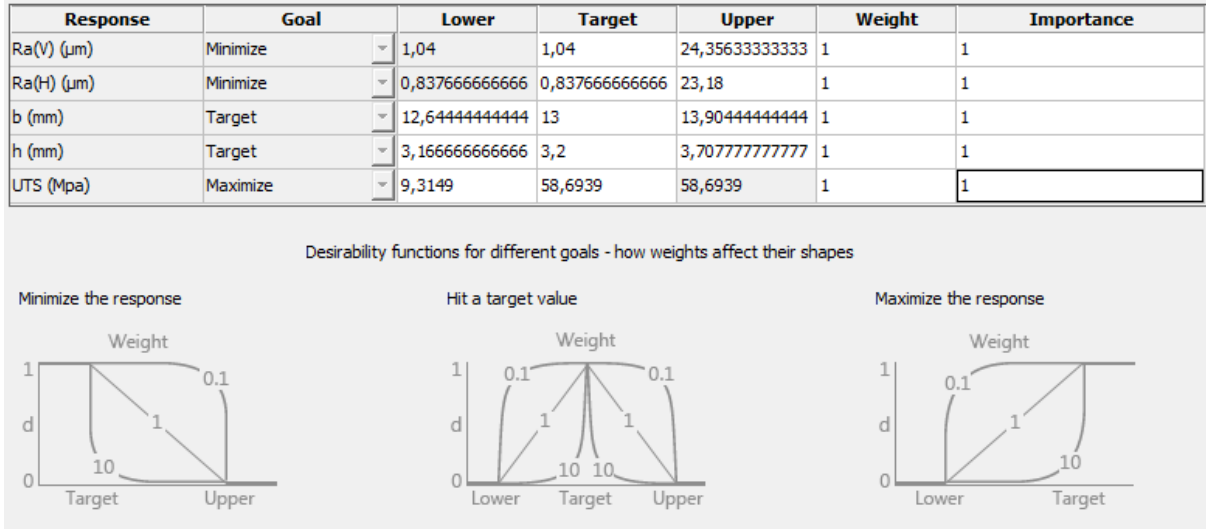 Response Goal Lower Target Upper Weight Importance
Ra(V) (µm) Minimize 1,04 1,04 24,35633333333 1 1
Ra(H) (µm) Minimize 0,837666666666 0,837666666666 23,18 1 1
b (mm) Target 12,64444444444 13 13,90444444444 1 1
h (mm) Target 3,166666666666 3,2 3,707777777777 1 1
UTS (Mpa) Maximize 9,3149 58,6939 58,6939 1 1
Desirability functions for different goals - how weights affect their shapes
Minimize the response Hit a target value Maximize the response
Weight Weight Weight
1 0.1 1 0.1 0.1 1 0.1
d 1 d 1 1 d 1
0 10 0 10 10 0 10
Target Upper Lower Target Upper Lower Target